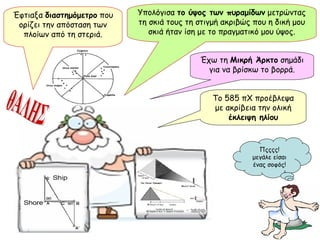 Έφτιαξα διαστημόμετρο που
ορίζει την απόσταση των
πλοίων από τη στεριά.
Υπολόγισα το ύψος των πυραμίδων μετρώντας
τη σκιά τους τη στιγμή ακριβώς που η δική μου
σκιά ήταν ίση με το πραγματικό μου ύψος.
Έχω τη Μικρή Άρκτο σημάδι
για να βρίσκω το βορρά.
Το 585 πΧ προέβλεψα
με ακρίβεια την ολική
έκλειψη ηλίου
ΘΑΛΗΣ
Πςςςς!
μεγάλε είσαι
ένας σοφός!
Ship
Shore
A
B
C
A'